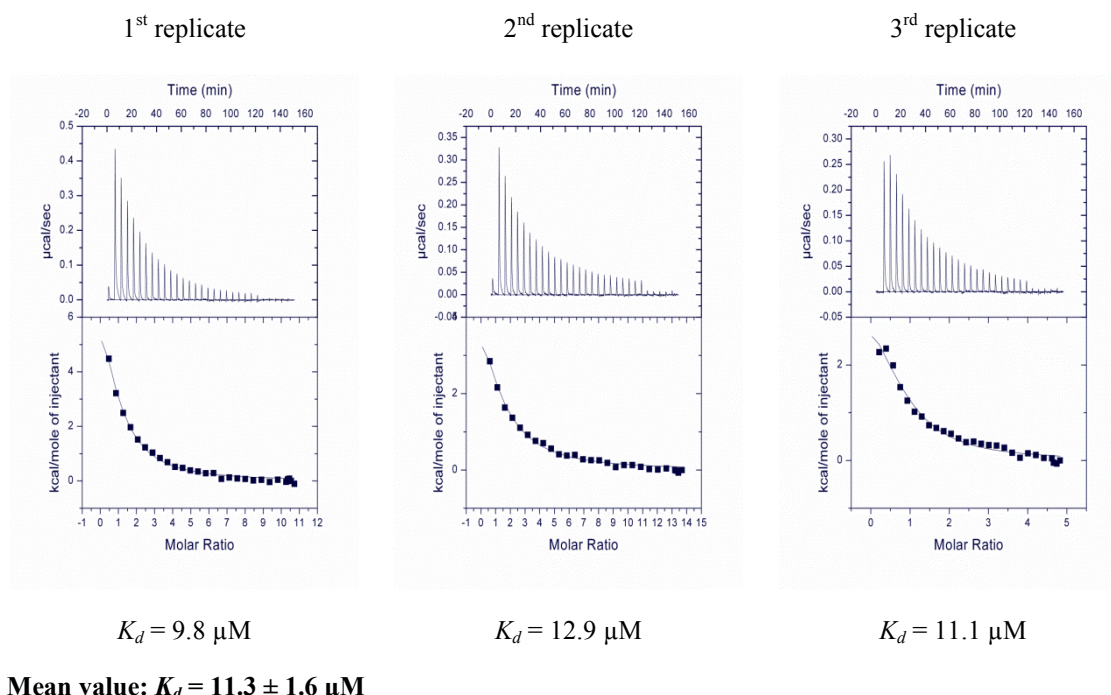 1st replicate
2nd replicate
3rd replicate
Time (min)
-20 0 20 40 60 80 100 120 140 160
0.5
0.4
0.3
0.2
0.1
0.0
µcal/sec
6
4
2
0
kcal/mole of injectant
-1 0 1 2 3 4 5 6 7 8 9 10 11 12
Molar Ratio
Time (min)
-20 0 20 40 60 80 100 120 140 160
0.35
0.30
0.25
0.20
0.15
0.10
0.05
0.00
-0.05
µcal/sec
2
0
kcal/mole of injectant
-1 0 1 2 3 4 5 6 7 8 9 10 11 12 13 14 15
Molar Ratio
Time (min)
-20 0 20 40 60 80 100 120 140 160
0.30
0.25
0.20
0.15
0.10
0.05
0.00
-0.05
µcal/sec
2
0
kcal/mole of injectant
0 1 2 3 4 5
Molar Ratio
Kd = 9.8 µM
Kd = 12.9 µM
Kd = 11.1 µM
Mean value: Kd = 11.3 ± 1.6 µM